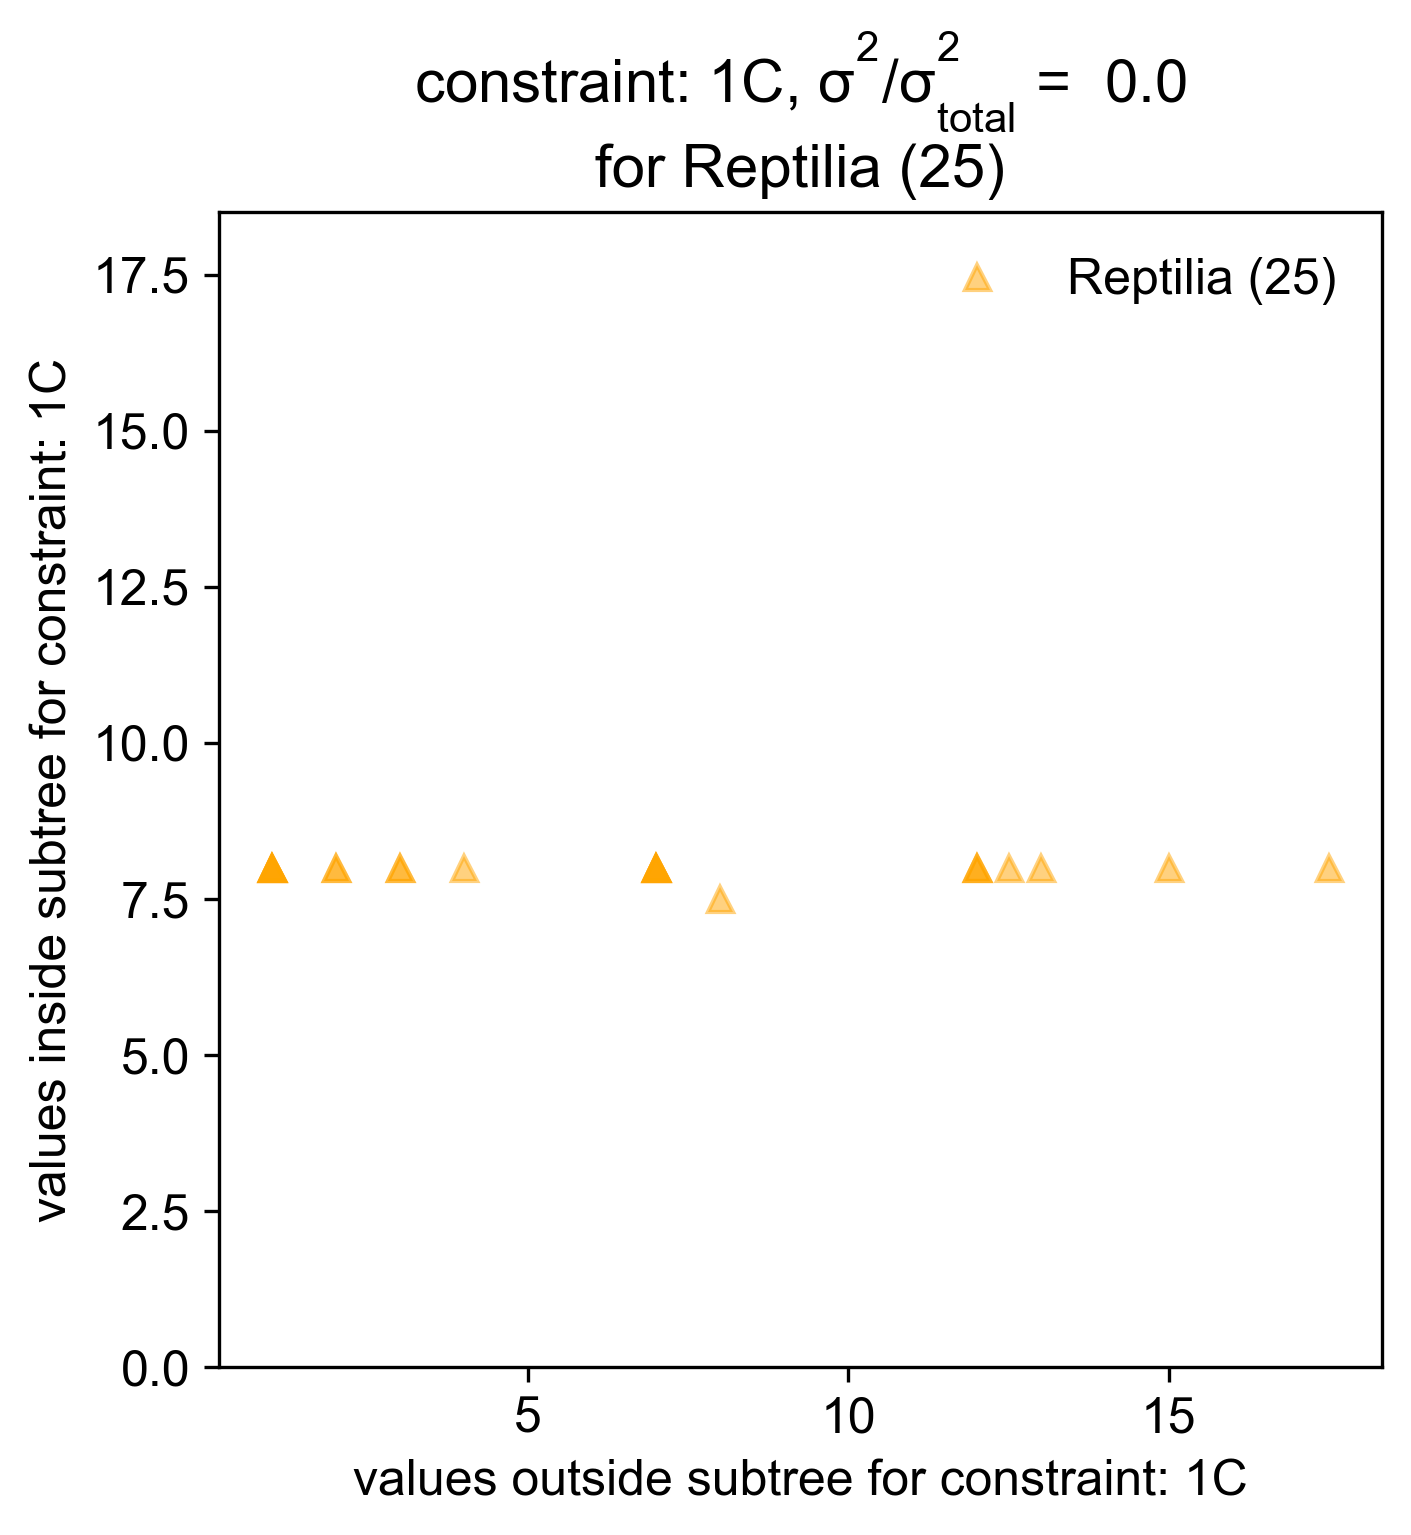 constraint: 1C, σ²/σ²total = 0.0
for Reptilia (25)
Reptilia (25)
17.5
15.0
12.5
10.0
7.5
5.0
2.5
0.0
values inside subtree for constraint: 1C
5 10 15
values outside subtree for constraint: 1C